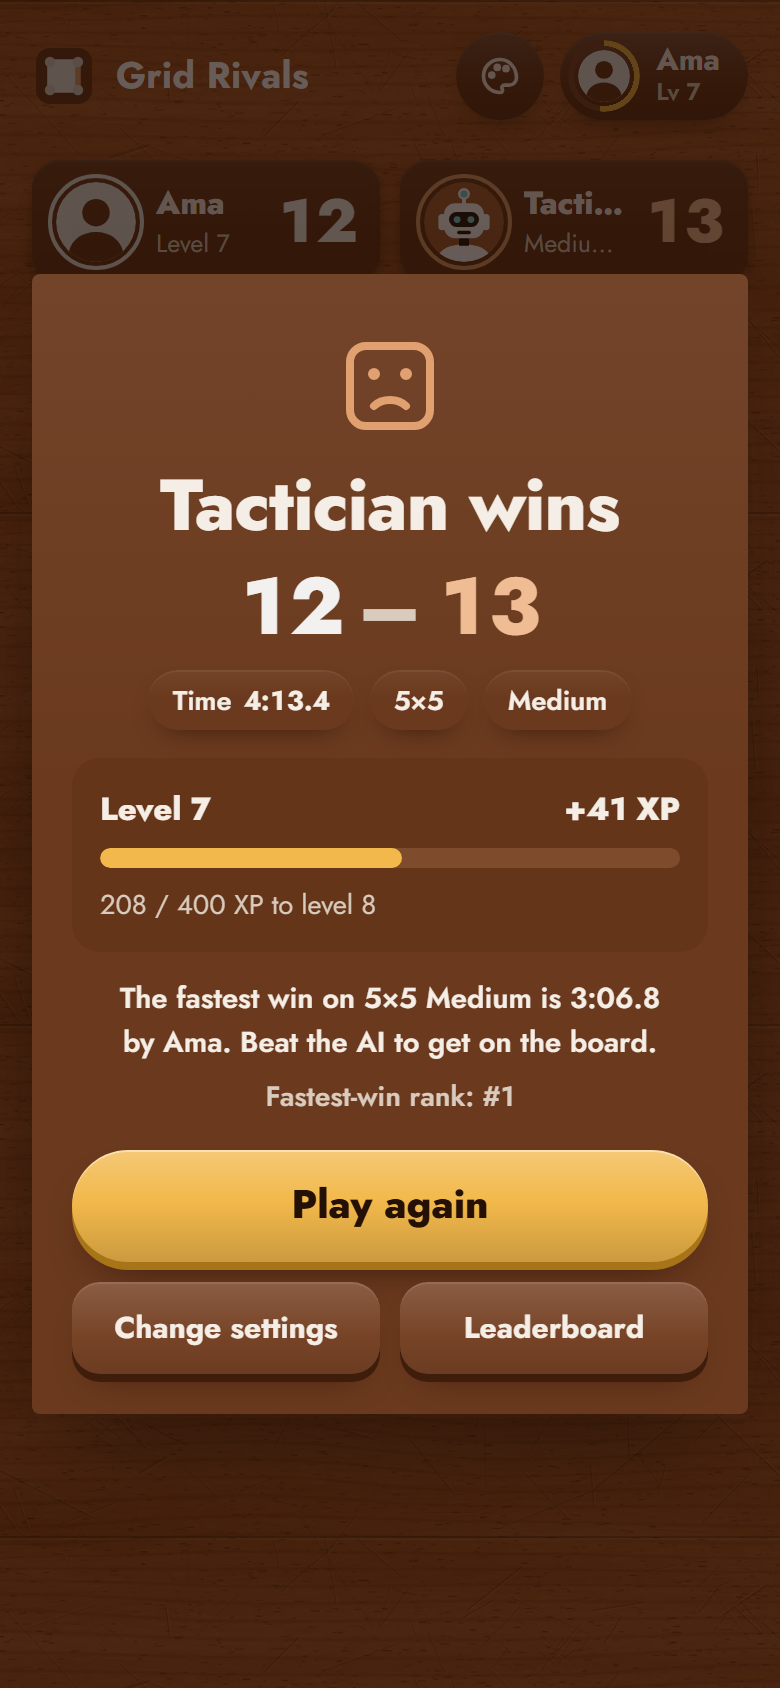 Grid Rivals
Ama
Lv 7
Ama
Level 7
12
Tacti...
Mediu...
13
Tactician wins
12 – 13
Time 4:13.4
5×5
Medium
Level 7
+41 XP
208 / 400 XP to level 8
The fastest win on 5×5 Medium is 3:06.8
by Ama. Beat the AI to get on the board.
Fastest-win rank: #1
Play again
Change settings
Leaderboard